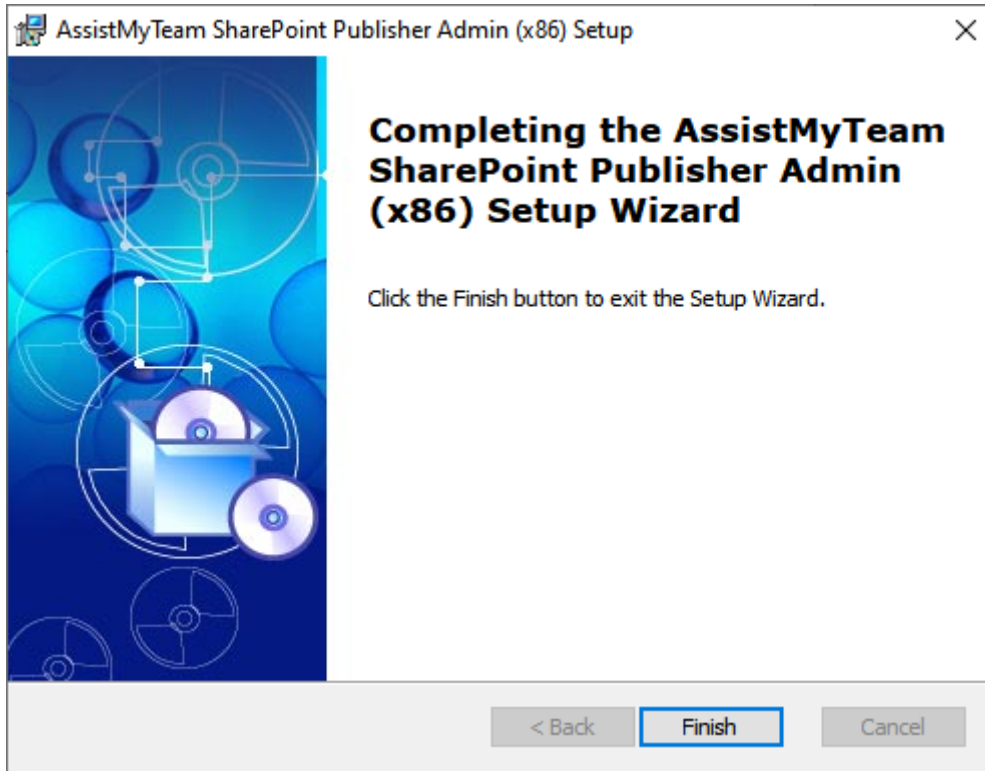 AssistMyTeam SharePoint Publisher Admin (x86) Setup
Completing the AssistMyTeam
SharePoint Publisher Admin
(x86) Setup Wizard
Click the Finish button to exit the Setup Wizard.
< Back
Finish
Cancel